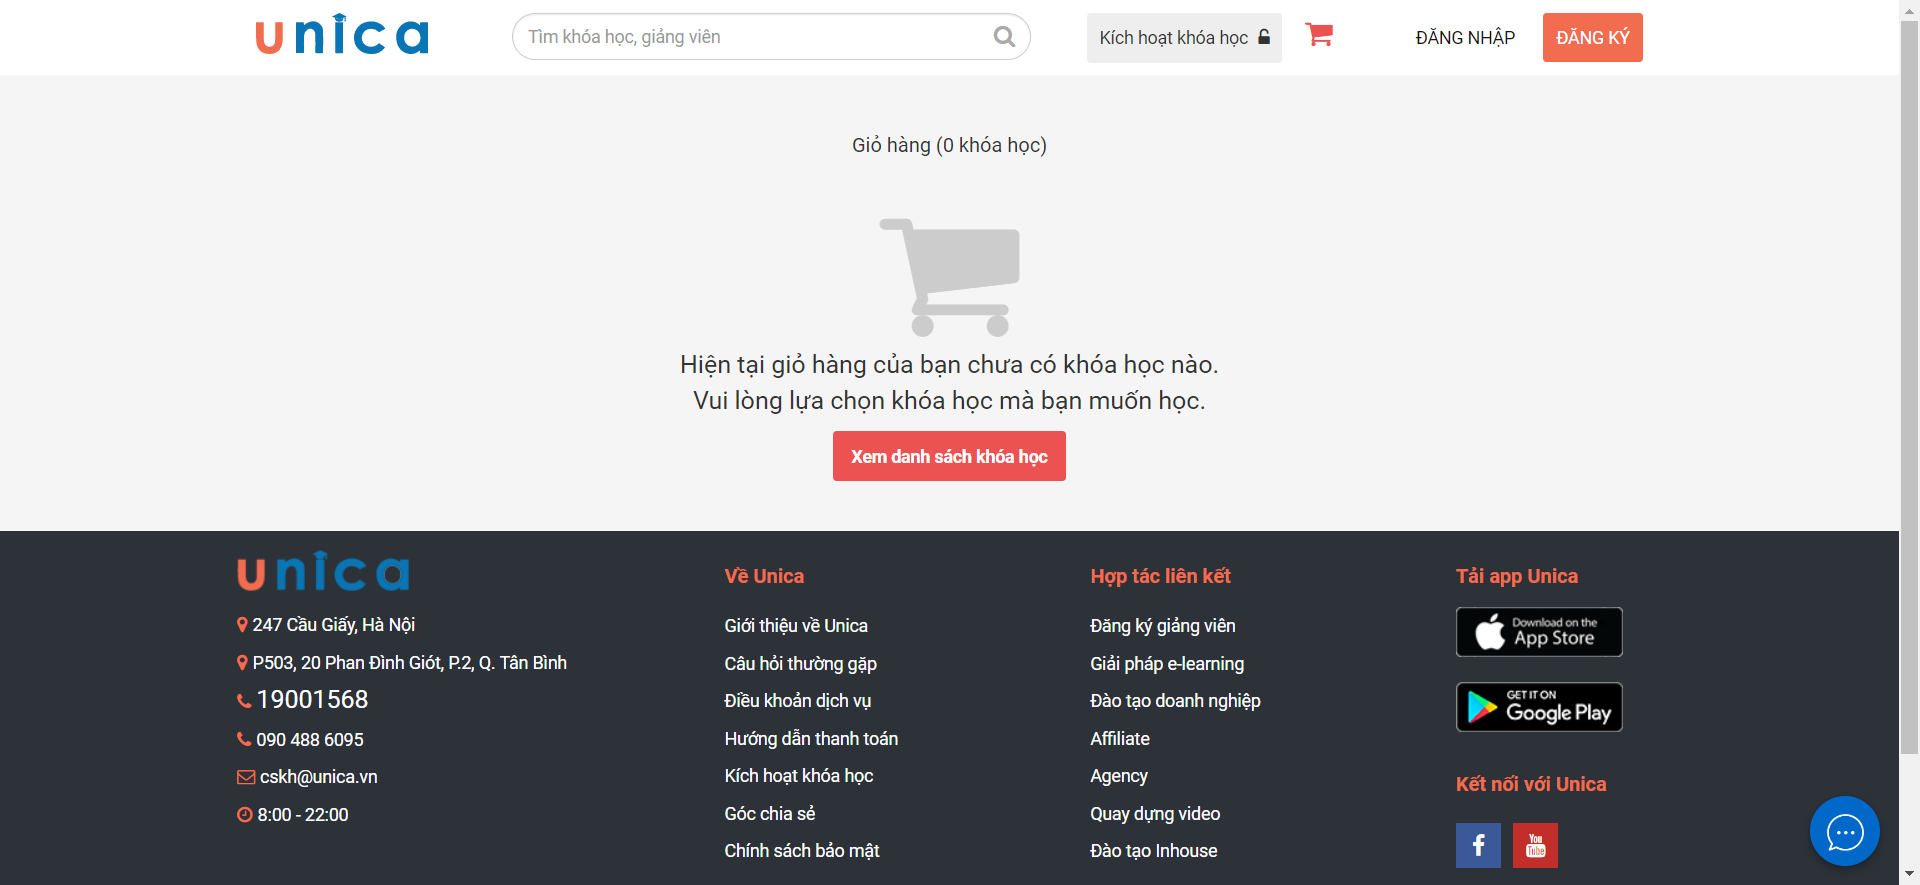 unica
Tìm khóa học, giảng viên
Kích hoạt khóa học
ĐĂNG NHẬP
ĐĂNG KÝ
Giỏ hàng (0 khóa học)
Hiện tại giỏ hàng của bạn chưa có khóa học nào.
Vui lòng lựa chọn khóa học mà bạn muốn học.
Xem danh sách khóa học
unica
247 Cầu Giấy, Hà Nội
P503, 20 Phan Đình Giót, P.2, Q. Tân Bình
19001568
090 488 6095
cskh@unica.vn
8:00 - 22:00
Về Unica
Giới thiệu về Unica
Câu hỏi thường gặp
Điều khoản dịch vụ
Hướng dẫn thanh toán
Kích hoạt khóa học
Góc chia sẻ
Chính sách bảo mật
Hợp tác liên kết
Đăng ký giảng viên
Giải pháp e-learning
Đào tạo doanh nghiệp
Affiliate
Agency
Quay dựng video
Đào tạo Inhouse
Tải app Unica
Download on the
App Store
GET IT ON
Google Play
Kết nối với Unica
f
You
Tube